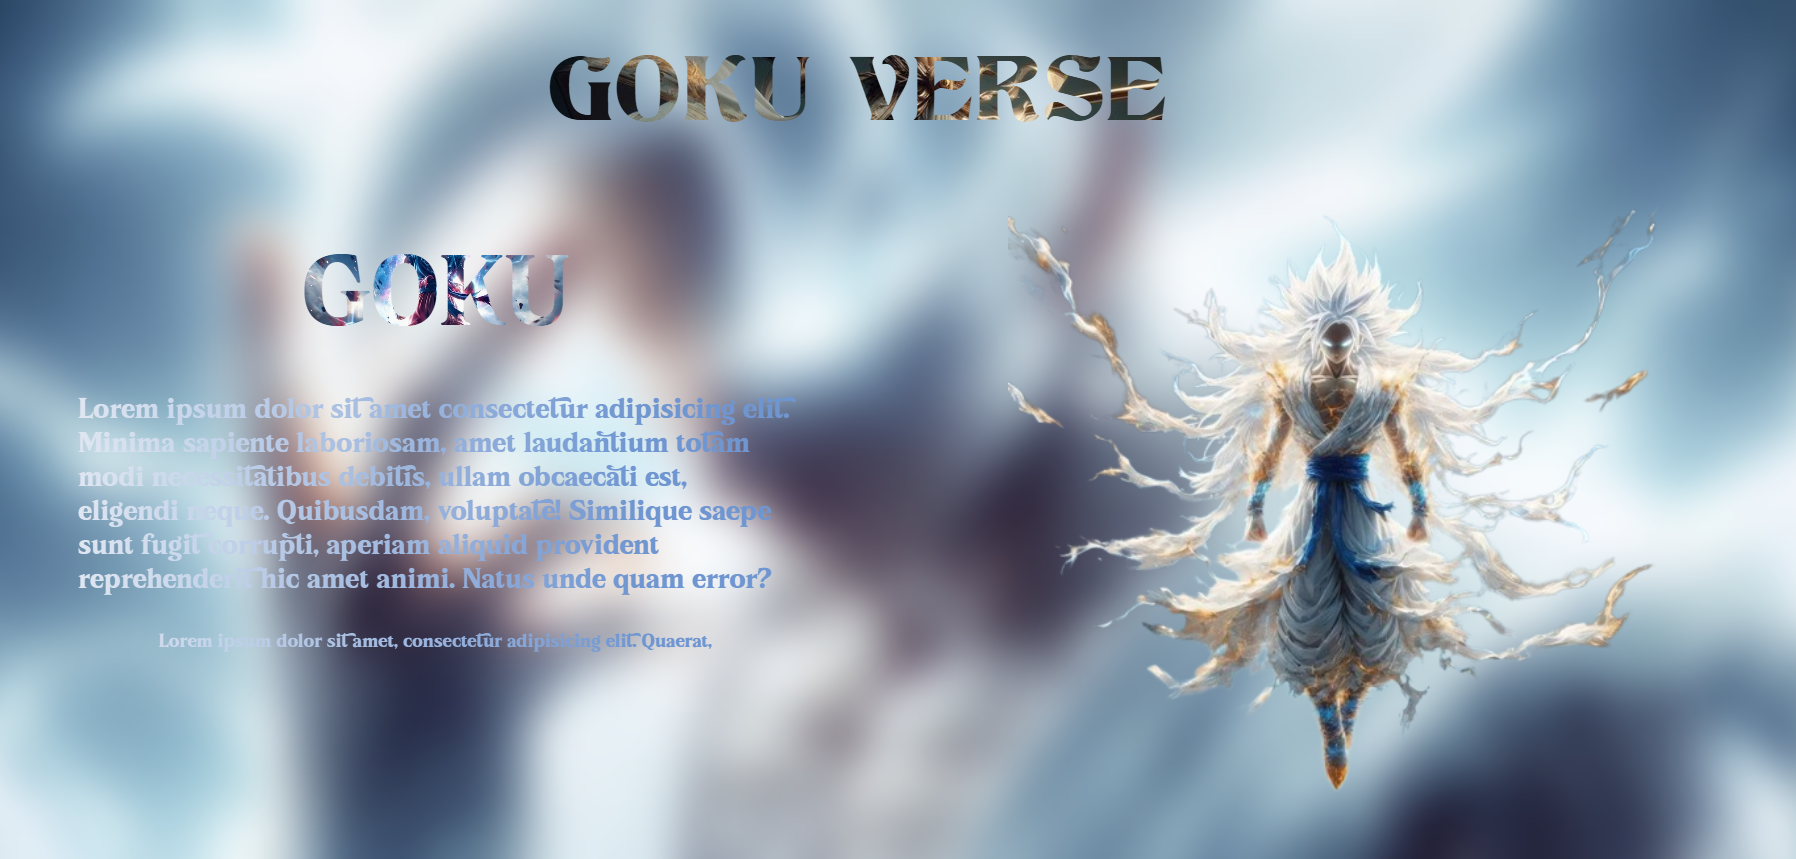 GOKU VERSE
GOKU
Lorem ipsum dolor sit amet consectetur adipisicing elit.
Minima sapiente laboriosam, amet laudantium totam
modi necessitatibus debitis, ullam obcaecati est,
eligendi neque. Quibusdam, voluptate! Similique saepe
sunt fugit corrupti, aperiam aliquid provident
reprehenderit hic amet animi. Natus unde quam error?
Lorem ipsum dolor sit amet, consectetur adipisicing elit. Quaerat,